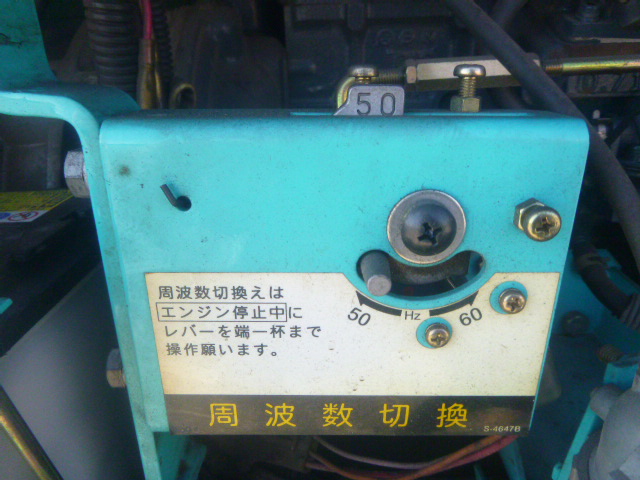 50
周波数切換えは
エンジン停止中に
レバーを端一杯まで
操作願います。
50 Hz 60
周波数切換
S-4647B